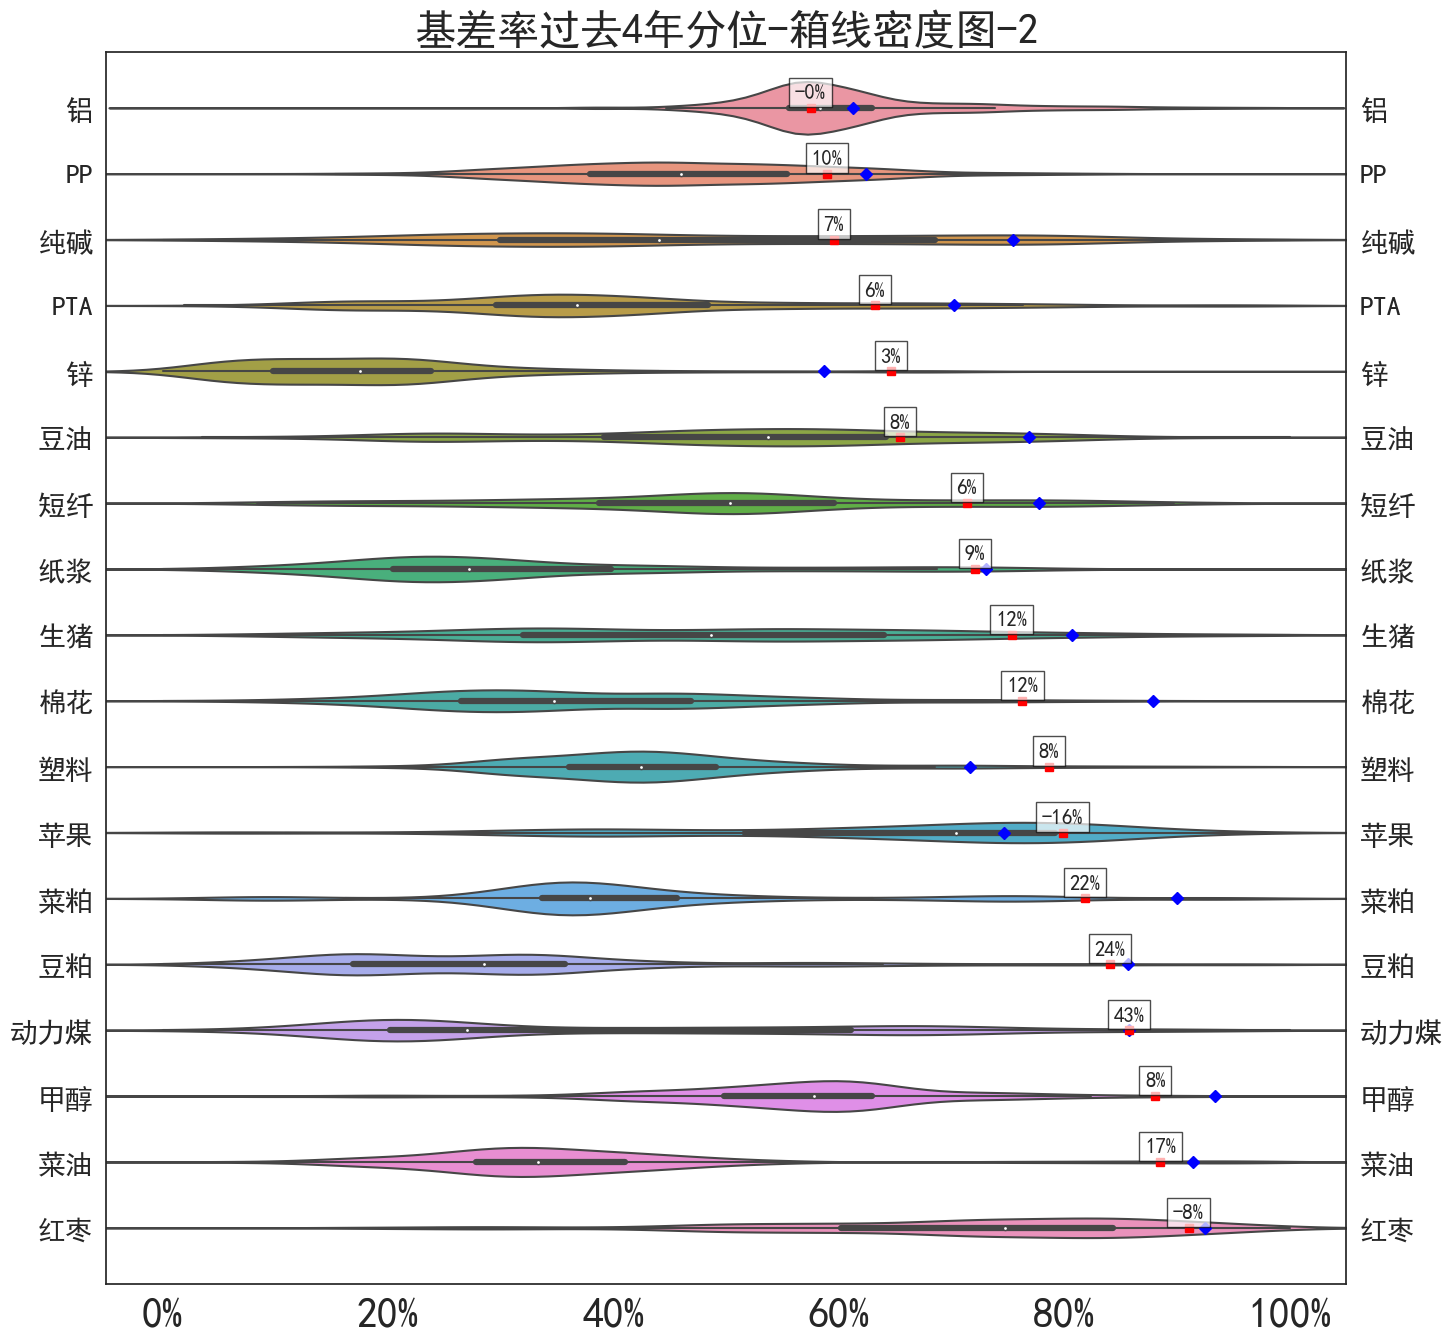 基差率过去4年分位-箱线密度图-2
铝 -0% 铝
PP 10% PP
纯碱 7% 纯碱
PTA 6% PTA
锌 3% 锌
豆油 8% 豆油
短纤 6% 短纤
纸浆 9% 纸浆
生猪 12% 生猪
棉花 12% 棉花
塑料 8% 塑料
苹果 -16% 苹果
菜粕 22% 菜粕
豆粕 24% 豆粕
动力煤 43% 动力煤
甲醇 8% 甲醇
菜油 17% 菜油
红枣 -8% 红枣
0% 20% 40% 60% 80% 100%